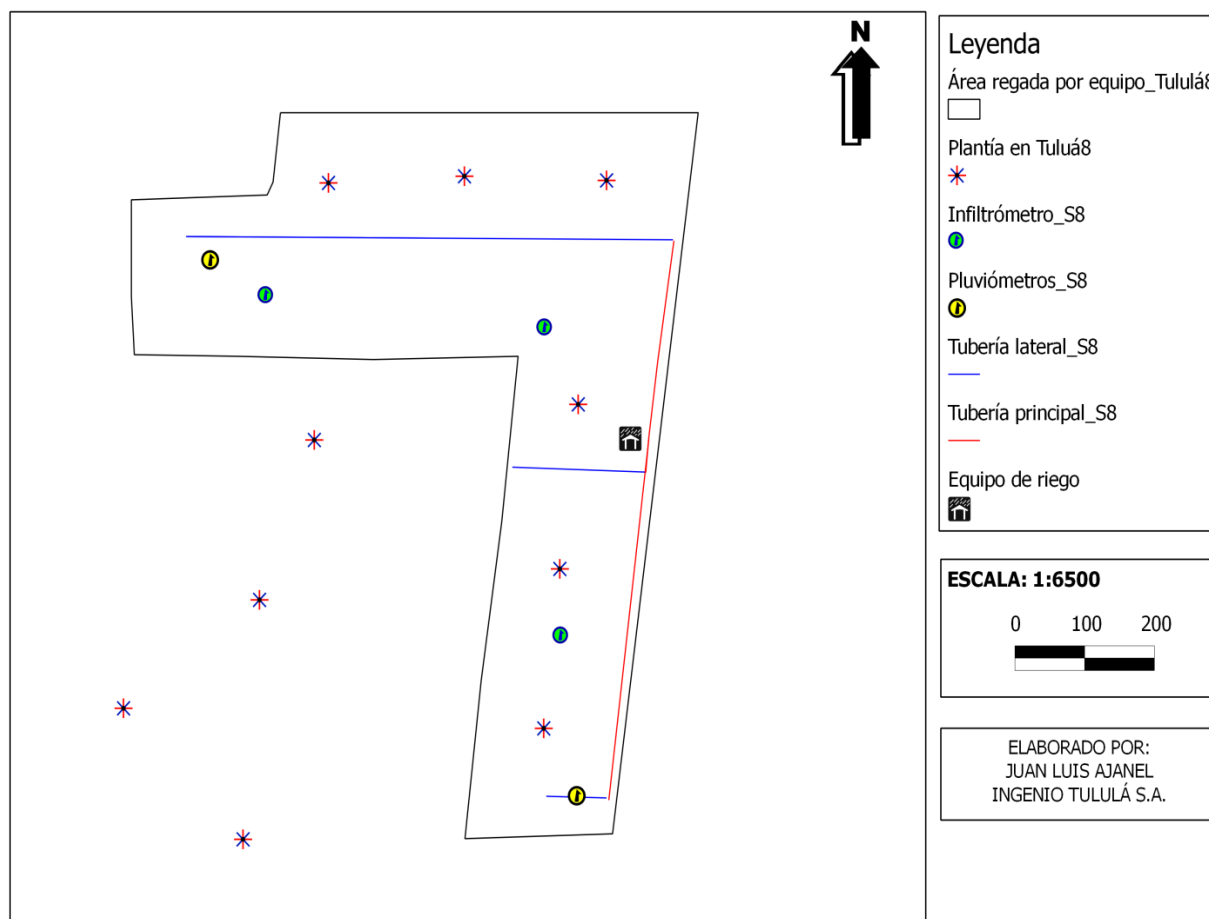 N
Leyenda
Área regada por equipo_Tululá8
Plantía en Tuluá8
Infiltrómetro_S8
Pluviómetros_S8
Tubería lateral_S8
Tubería principal_S8
Equipo de riego
ESCALA: 1:6500
0 100 200
ELABORADO POR:
JUAN LUIS AJANEL
INGENIO TULULÁ S.A.